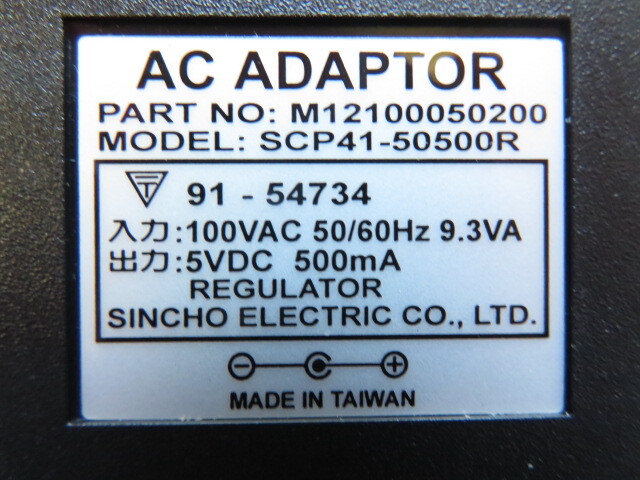 AC ADAPTOR
PART NO: M12100050200
MODEL: SCP41-50500R
91 - 54734
入力:100VAC 50/60Hz 9.3VA
出力:5VDC 500mA
REGULATOR
SINCHO ELECTRIC CO., LTD.
MADE IN TAIWAN